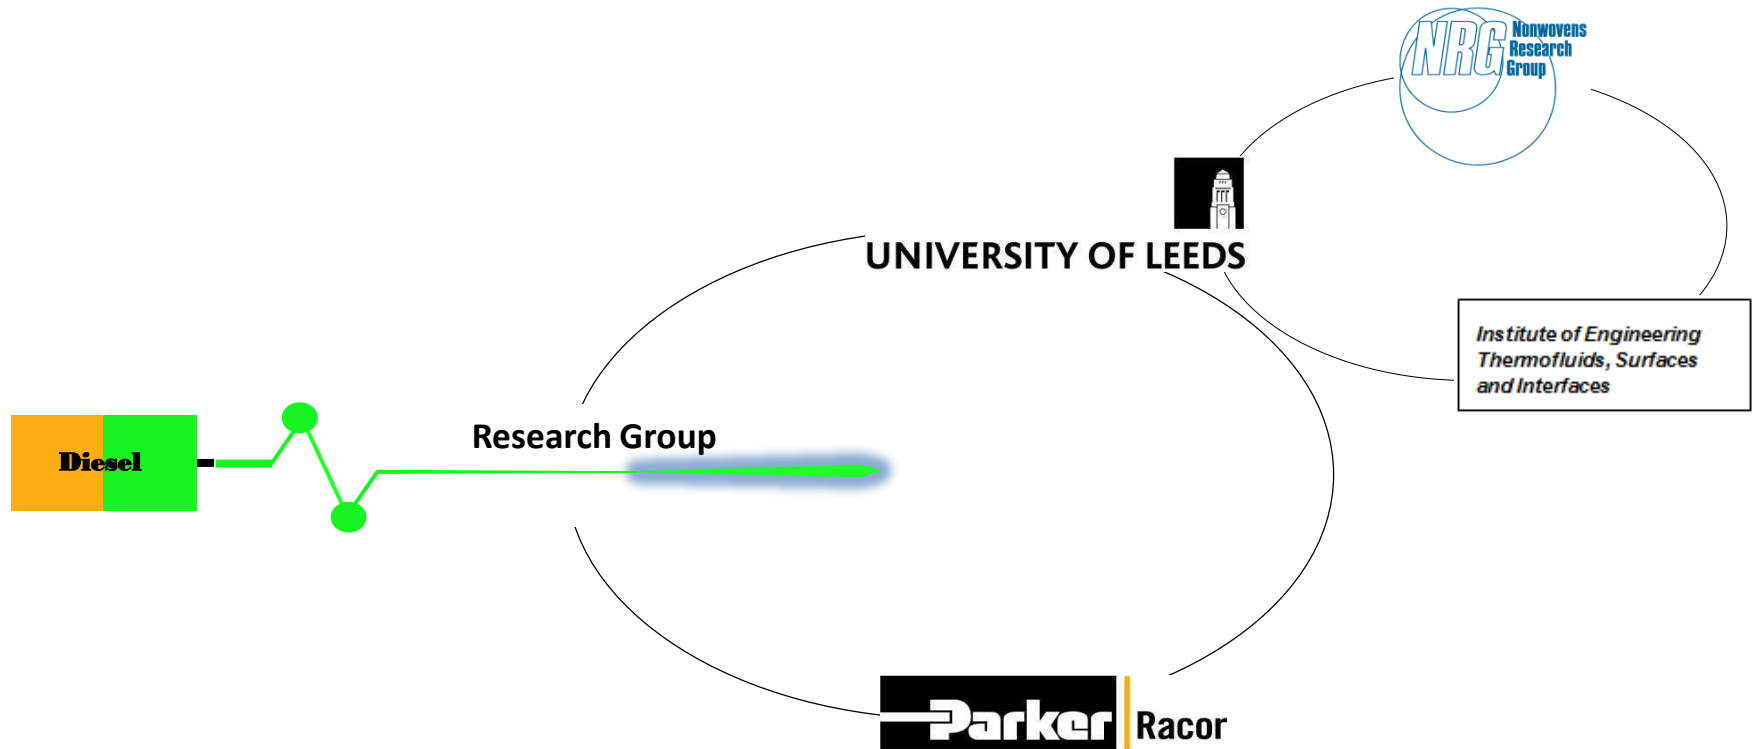 NRG
Nonwovens
Research
Group
UNIVERSITY OF LEEDS
Institute of Engineering
Thermofluids, Surfaces
and Interfaces
Research Group
Diesel
Parker Racor